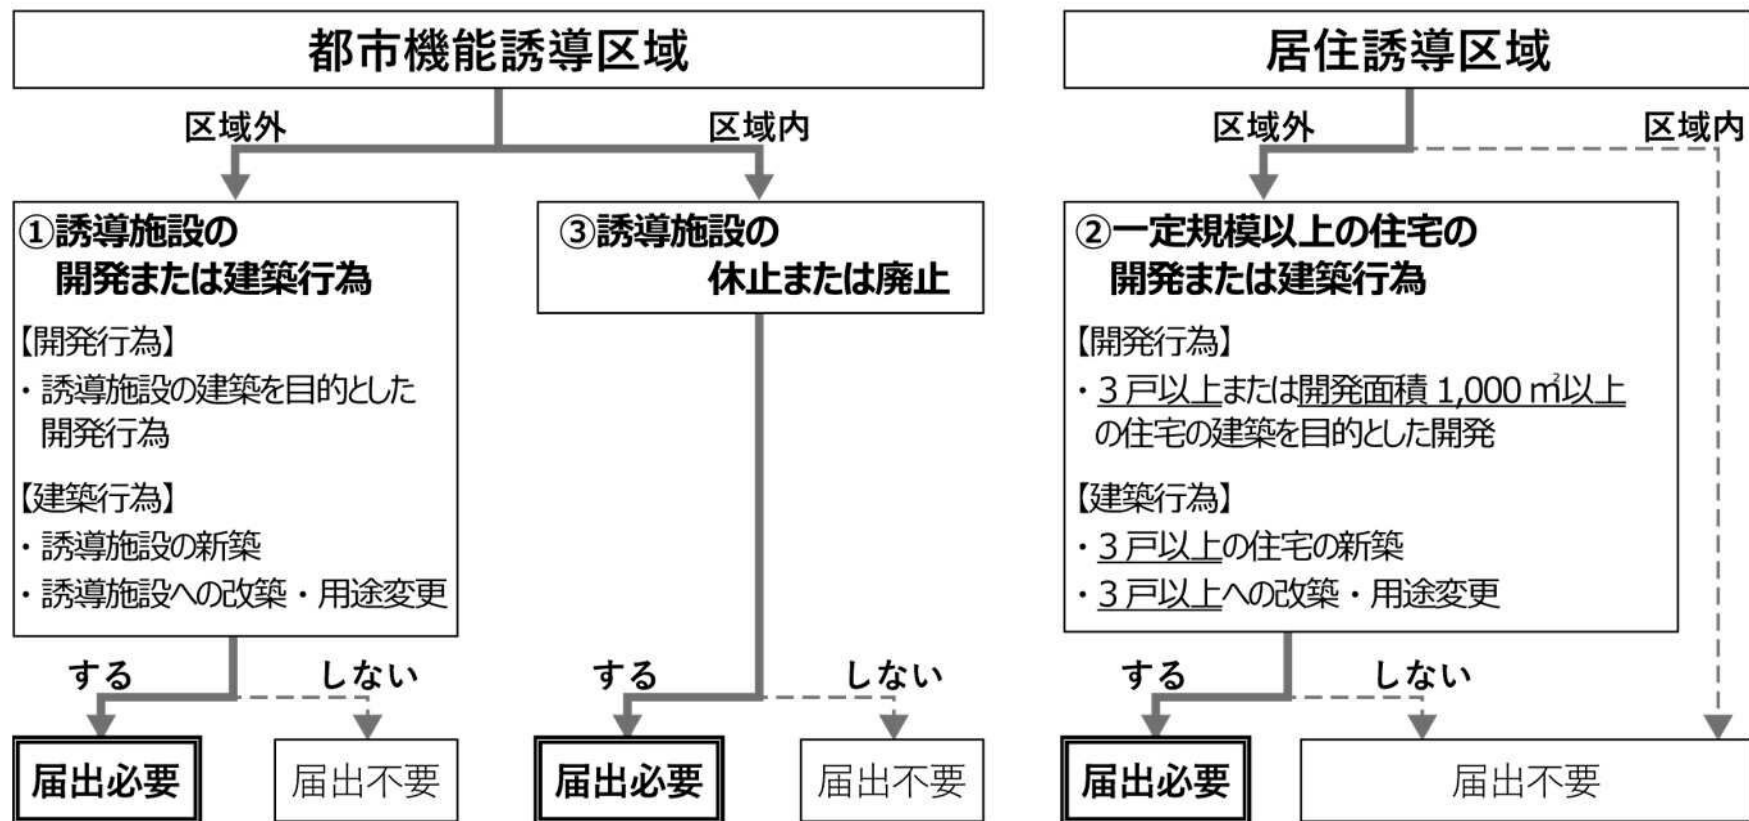 都市機能誘導区域
区域外
区域内
①誘導施設の
開発または建築行為
【開発行為】
・誘導施設の建築を目的とした
開発行為
【建築行為】
・誘導施設の新築
・誘導施設への改築・用途変更
する
しない
届出必要
届出不要
③誘導施設の
休止または廃止
する
しない
届出必要
届出不要
居住誘導区域
区域外
区域内
②一定規模以上の住宅の
開発または建築行為
【開発行為】
・3戸以上または開発面積 1,000 ㎡以上
の住宅の建築を目的とした開発
【建築行為】
・3戸以上の住宅の新築
・3戸以上への改築・用途変更
する
しない
届出必要
届出不要